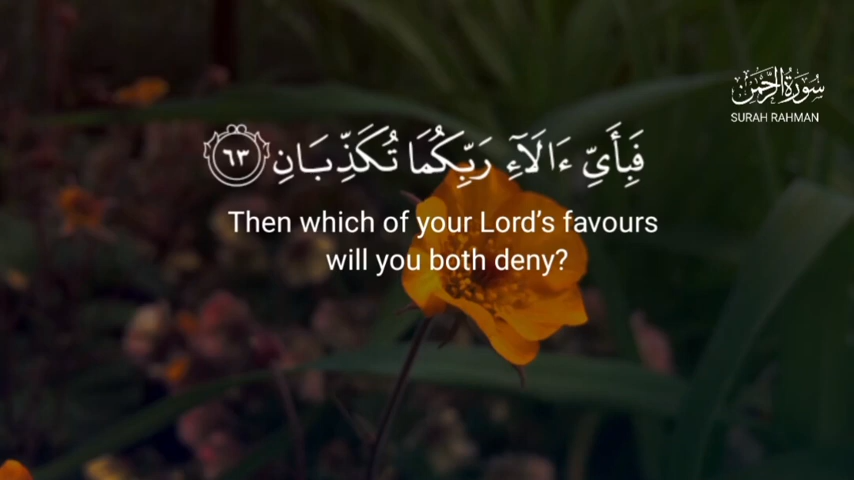 سُورَةُ الرَّحْمَٰن
SURAH RAHMAN
فَبِأَيِّ ءَالَآءِ رَبِّكُمَا تُكَذِّبَانِ ٦٣
Then which of your Lord’s favours
will you both deny?